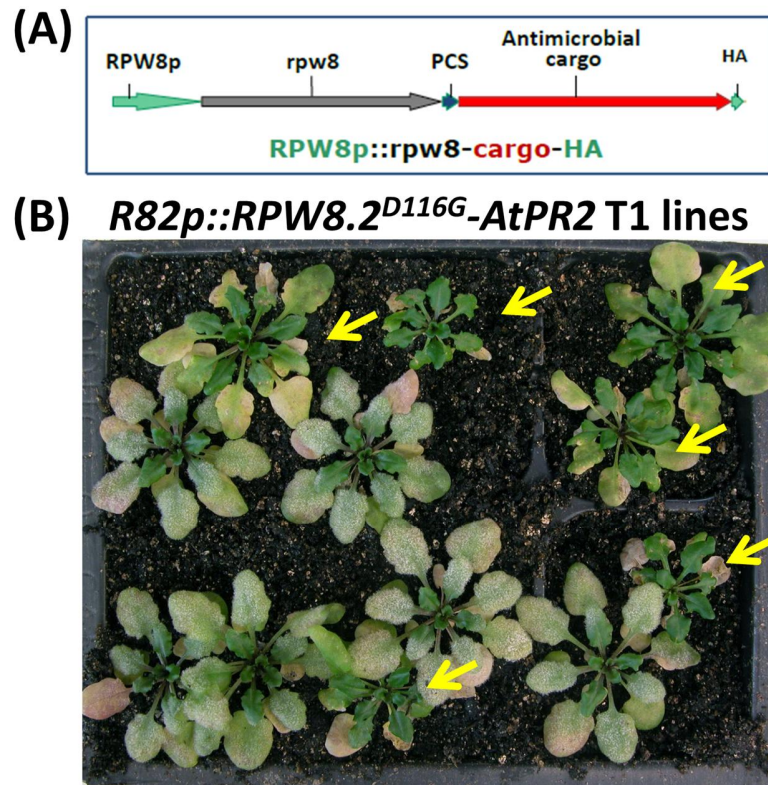 (A)
RPW8p rpw8 PCS Antimicrobial cargo HA
RPW8p::rpw8-cargo-HA
(B) R82p::RPW8.2D116G-AtPR2 T1 lines